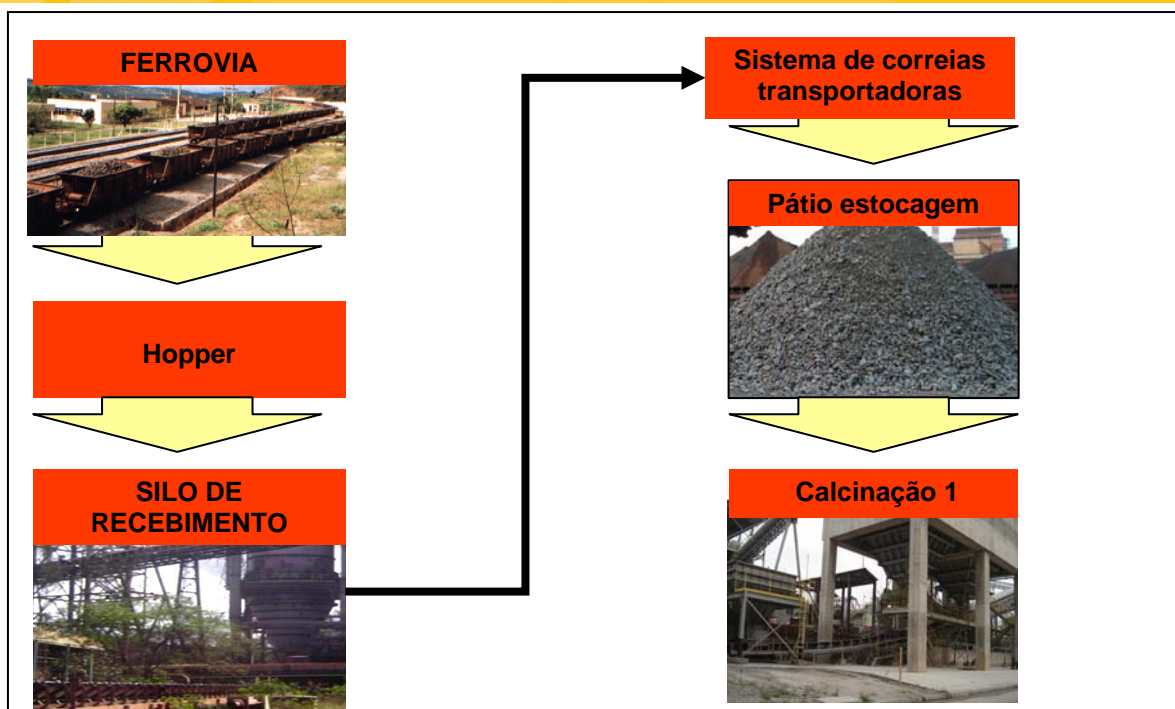 FERROVIA
Hopper
SILO DE
RECEBIMENTO
Sistema de correias
transportadoras
Pátio estocagem
Calcinação 1